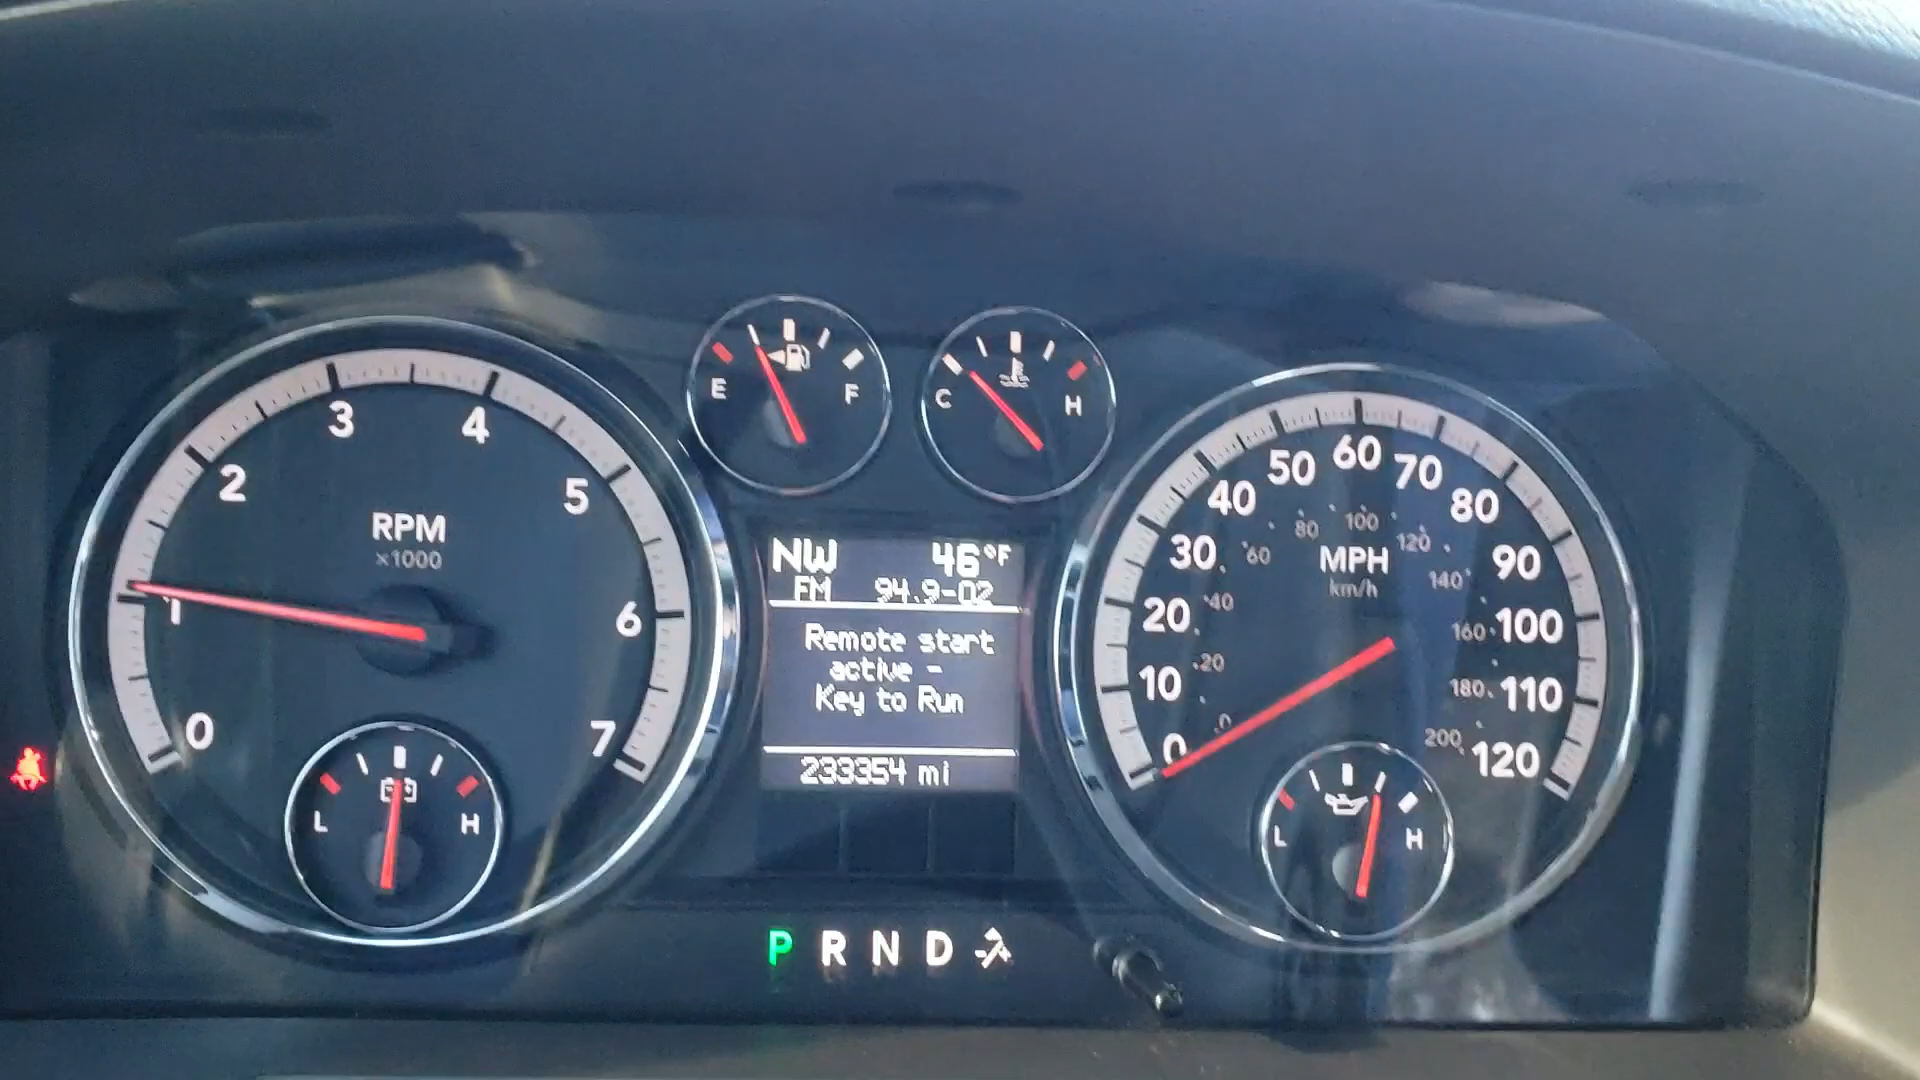 E F
C H
0 1 2 3 4 5 6 7
RPM
×1000
L H
NW 46°F
FM 94.9-02
Remote start
active -
Key to Run
233354 mi
0 10 20 30 40 50 60 70 80 90 100 110 120
0 20 40 60 80 100 120 140 160 180 200
MPH
km/h
L H
P R N D